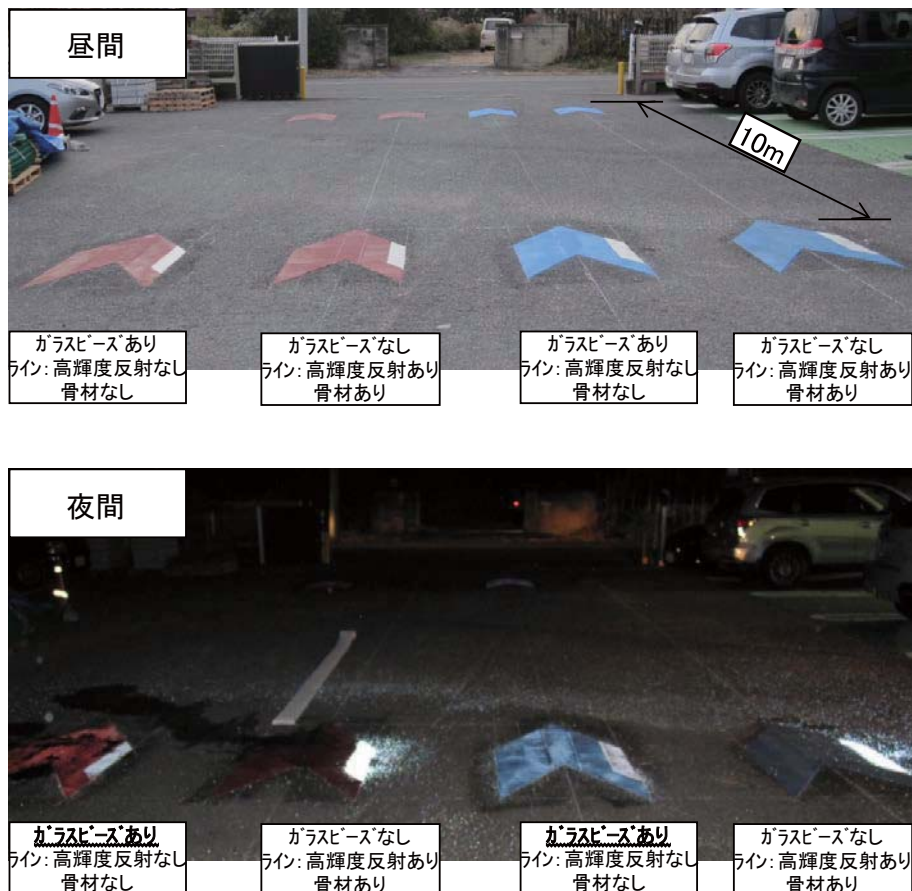 昼間
10m
ガラスビーズあり
ライン：高輝度反射なし
骨材なし
ガラスビーズなし
ライン：高輝度反射あり
骨材あり
ガラスビーズあり
ライン：高輝度反射なし
骨材なし
ガラスビーズなし
ライン：高輝度反射あり
骨材あり
夜間
ガラスビーズあり
ライン：高輝度反射なし
骨材なし
ガラスビーズなし
ライン：高輝度反射あり
骨材あり
ガラスビーズあり
ライン：高輝度反射なし
骨材なし
ガラスビーズなし
ライン：高輝度反射あり
骨材あり